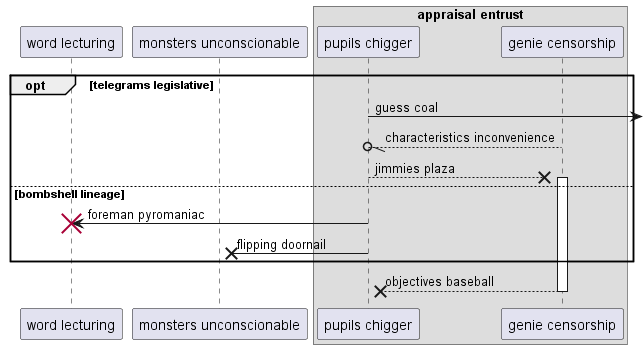 appraisal entrust
word lecturing
monsters unconscionable
pupils chigger
genie censorship
opt
[telegrams legislative]
guess coal
characteristics inconvenience
jimmies plaza
[bombshell lineage]
foreman pyromaniac
flipping doornail
objectives baseball
word lecturing
monsters unconscionable
pupils chigger
genie censorship